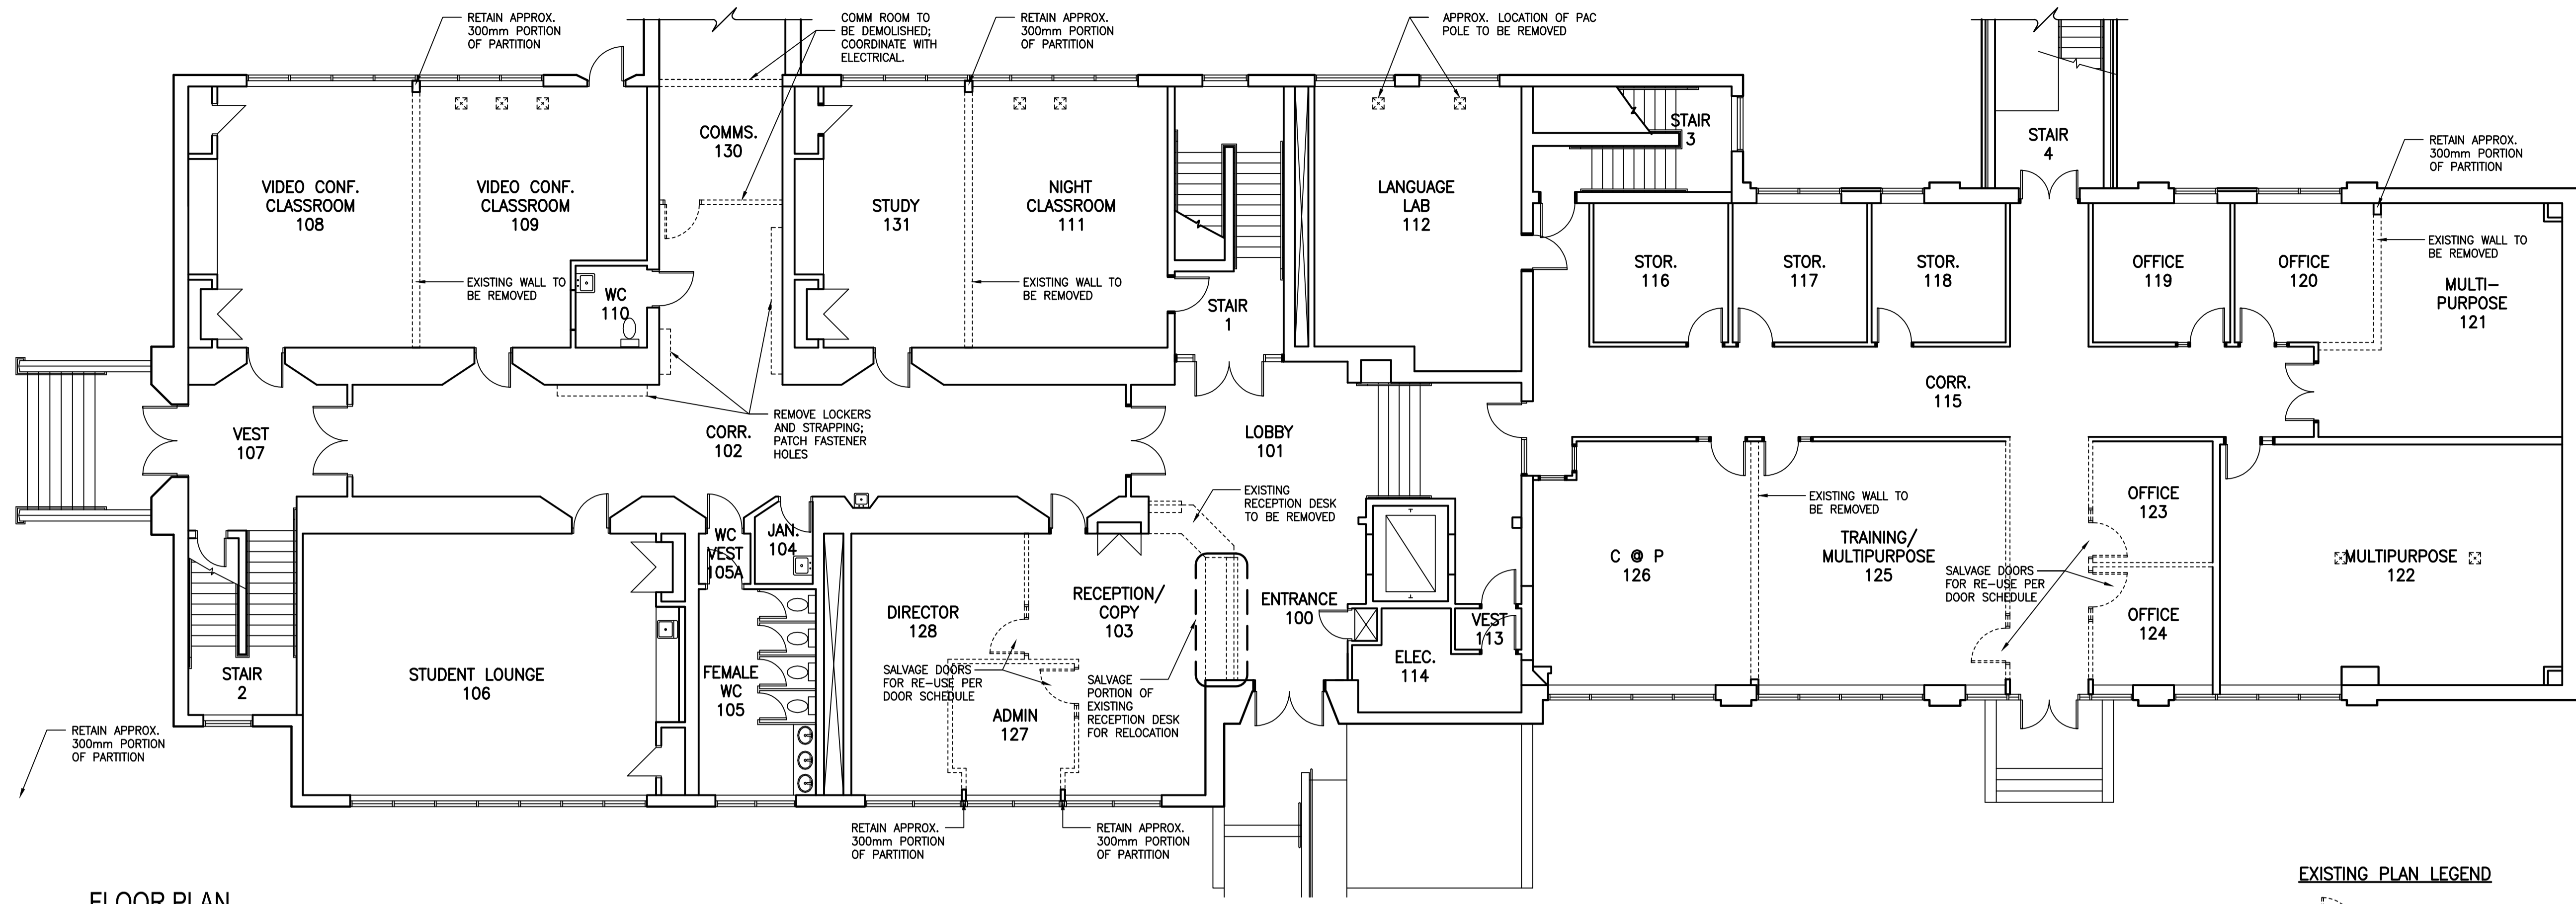 RETAIN APPROX.
300mm PORTION
OF PARTITION
COMM ROOM TO
BE DEMOLISHED;
COORDINATE WITH
ELECTRICAL.
RETAIN APPROX.
300mm PORTION
OF PARTITION
APPROX. LOCATION OF PAC
POLE TO BE REMOVED
RETAIN APPROX.
300mm PORTION
OF PARTITION
VIDEO CONF.
CLASSROOM
108
VIDEO CONF.
CLASSROOM
109
COMMS.
130
STUDY
131
NIGHT
CLASSROOM
111
LANGUAGE
LAB
112
STAIR
3
STAIR
4
EXISTING WALL TO
BE REMOVED
WC
110
EXISTING WALL TO
BE REMOVED
STAIR
1
STOR.
116
STOR.
117
STOR.
118
OFFICE
119
OFFICE
120
EXISTING WALL TO
BE REMOVED
MULTI-
PURPOSE
121
VEST
107
CORR.
102
REMOVE LOCKERS
AND STRAPPING;
PATCH FASTENER
HOLES
LOBBY
101
CORR.
115
EXISTING
RECEPTION DESK
TO BE REMOVED
EXISTING WALL TO
BE REMOVED
STAIR
2
STUDENT LOUNGE
106
WC
VEST
105A
JAN.
104
FEMALE
WC
105
DIRECTOR
128
SALVAGE DOORS
FOR RE-USE PER
DOOR SCHEDULE
RECEPTION/
COPY
103
ADMIN
127
SALVAGE
PORTION OF
EXISTING
RECEPTION DESK
FOR RELOCATION
ENTRANCE
100
ELEC.
114
VEST
113
C @ P
126
TRAINING/
MULTIPURPOSE
125
SALVAGE DOORS
FOR RE-USE PER
DOOR SCHEDULE
OFFICE
123
OFFICE
124
MULTIPURPOSE
122
RETAIN APPROX.
300mm PORTION
OF PARTITION
RETAIN APPROX.
300mm PORTION
OF PARTITION
RETAIN APPROX.
300mm PORTION
OF PARTITION
FLOOR PLAN
EXISTING PLAN LEGEND